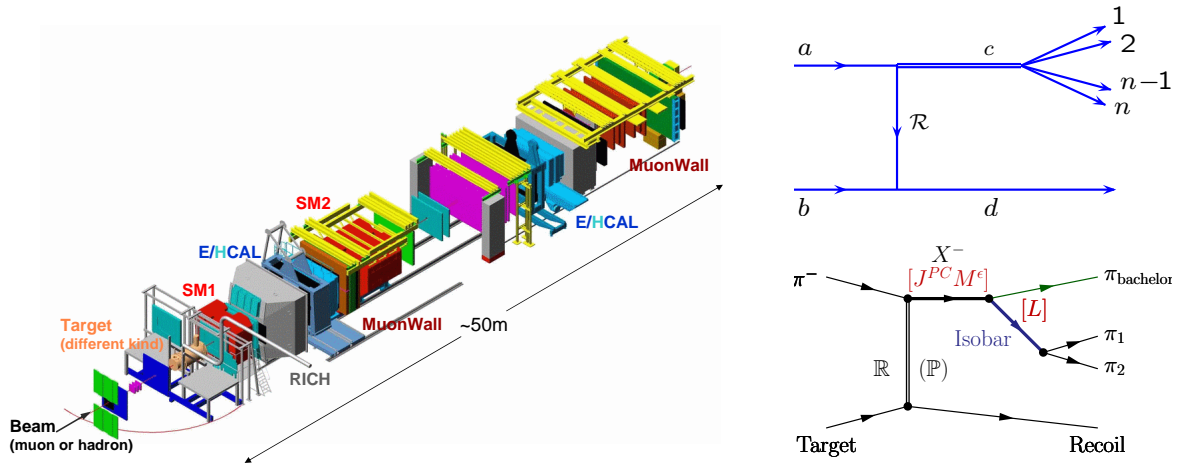 MuonWall
SM2
E/HCAL
E/HCAL
SM1
MuonWall
~50m
Target
(different kind)
RICH
Beam
(muon or hadron)
a
c
1
2
n−1
n
ℛ
b
d
X⁻
π⁻
[J^{PC} M^ϵ]
π_bachelor
[L]
Isobar
π₁
π₂
ℝ
(ℙ)
Target
Recoil